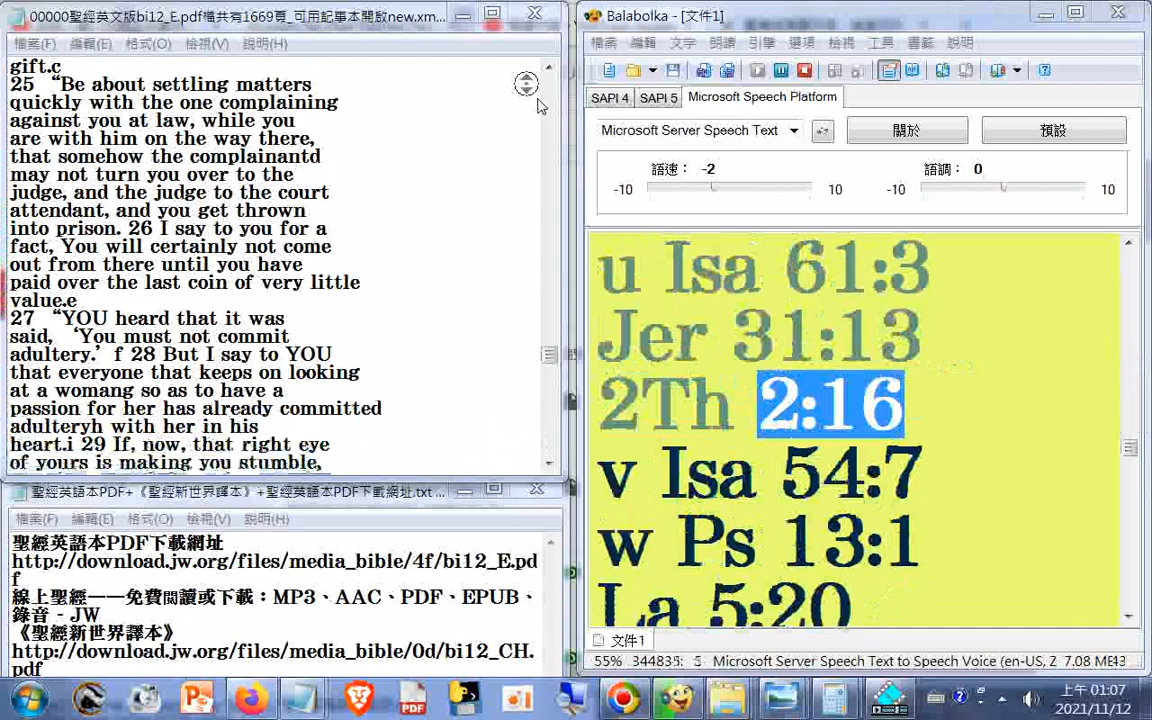 00000聖經英文版bi12_E.pdf檔共有1669頁_可用記事本開啟new.xm...
檔案(F) 編輯(E) 格式(O) 檢視(V) 說明(H)
gift.c
25 “Be about settling matters
quickly with the one complaining
against you at law, while you
are with him on the way there,
that somehow the complainantd
may not turn you over to the
judge, and the judge to the court
attendant, and you get thrown
into prison. 26 I say to you for a
fact, You will certainly not come
out from there until you have
paid over the last coin of very little
value.e
27 “YOU heard that it was
said, ‘You must not commit
adultery.’ f 28 But I say to YOU
that everyone that keeps on looking
at a womang so as to have a
passion for her has already committed
adulteryh with her in his
heart.i 29 If, now, that right eye
of yours is making you stumble,
聖經英語本PDF+《聖經新世界譯本》+聖經英語本PDF下載網址.txt ...
檔案(F) 編輯(E) 格式(O) 檢視(V) 說明(H)
聖經英語本PDF下載網址
http://download.jw.org/files/media_bible/4f/bi12_E.pd
f
線上聖經——免費閱讀或下載：MP3、AAC、PDF、EPUB、
錄音 - JW
《聖經新世界譯本》
http://download.jw.org/files/media_bible/0d/bi12_CH.
pdf
Balabolka - [文件1]
檔案 編輯 文字 朗讀 引擎 選項 檢視 工具 書籤 說明
SAPI 4 SAPI 5 Microsoft Speech Platform
Microsoft Server Speech Text 關於 預設
語速： -2 語調： 0
-10 10 -10 10
u Isa 61:3
Jer 31:13
2Th 2:16
v Isa 54:7
w Ps 13:1
La 5:20
文件1
Microsoft Server Speech Text to Speech Voice (en-US, Z 7.08 ME
55%
PDF
上午 01:07
2021/11/12